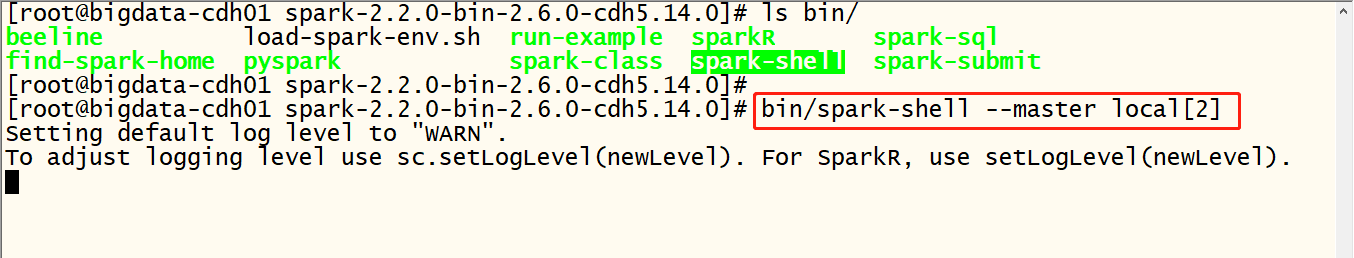 [root@bigdata-cdh01 spark-2.2.0-bin-2.6.0-cdh5.14.0]# ls bin/
beeline load-spark-env.sh run-example sparkR spark-sql
find-spark-home pyspark spark-class spark-shell spark-submit
[root@bigdata-cdh01 spark-2.2.0-bin-2.6.0-cdh5.14.0]#
[root@bigdata-cdh01 spark-2.2.0-bin-2.6.0-cdh5.14.0]# bin/spark-shell --master local[2]
Setting default log level to "WARN".
To adjust logging level use sc.setLogLevel(newLevel). For SparkR, use setLogLevel(newLevel).